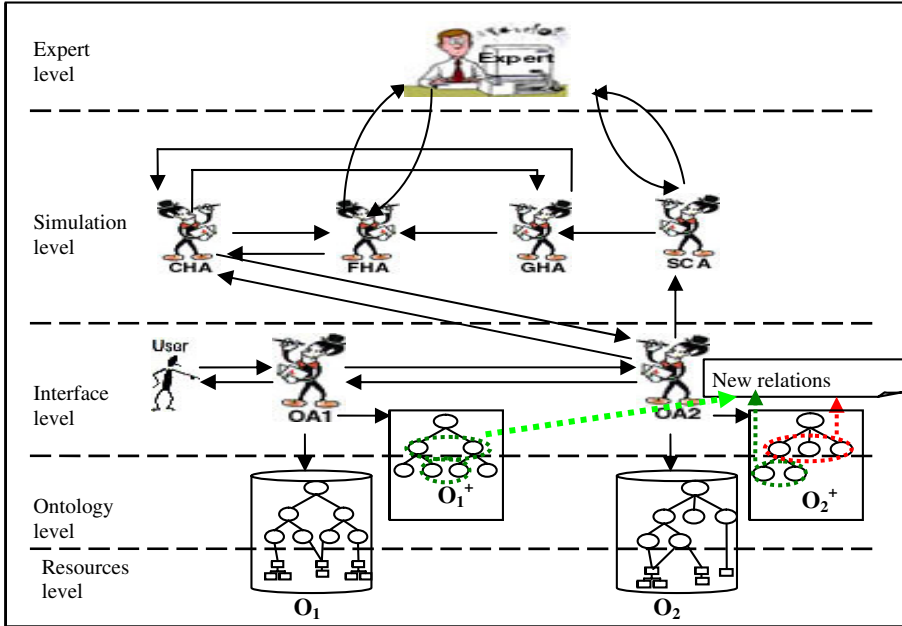 Expert
level
Expert
Simulation
level
CHA
FHA
GHA
SCA
User
Interface
level
OA1
OA2
New relations
Ontology
level
O1+
O2+
Resources
level
O1
O2